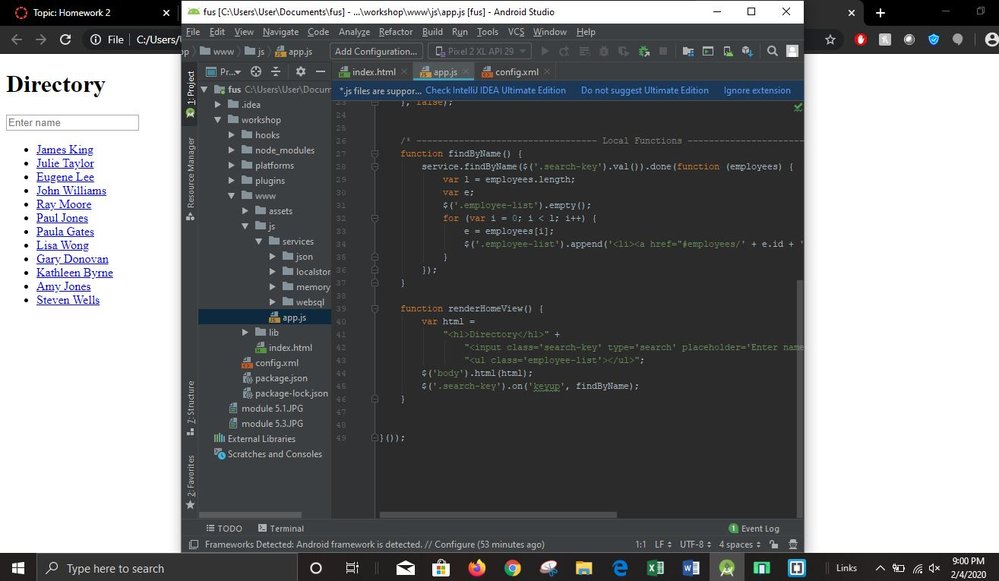 Topic: Homework 2
fus [C:\Users\User\Documents\fus] - ...\workshop\www\js\app.js [fus] - Android Studio
File Edit View Navigate Code Analyze Refactor Build Run Tools VCS Window Help
File C:/Users/
op www js app.js Add Configuration... Pixel 2 XL API 29
Directory
Enter name
James King
Julie Taylor
Eugene Lee
John Williams
Ray Moore
Paul Jones
Paula Gates
Lisa Wong
Gary Donovan
Kathleen Byrne
Amy Jones
Steven Wells
1: Project
Resource Manager
7: Structure
2: Favorites
Pr...
fus C:\Users\User\Docum
.idea
workshop
hooks
node_modules
platforms
plugins
www
assets
js
services
json
localstor
memory
websql
app.js
lib
index.html
config.xml
package.json
package-lock.json
module 5.1.JPG
module 5.3.JPG
External Libraries
Scratches and Consoles
index.html app.js config.xml
*.js files are suppor... Check IntelliJ IDEA Ultimate Edition Do not suggest Ultimate Edition Ignore extension
23 }, false);
24
25
26 /* ---------------------------------- Local Functions ----------------------
27 function findByName() {
28 service.findByName($('.search-key').val()).done(function (employees) {
29 var l = employees.length;
30 var e;
31 $('.employee-list').empty();
32 for (var i = 0; i < l; i++) {
33 e = employees[i];
34 $('.employee-list').append('<li><a href="#employees/' + e.id + '
35 }
36 });
37 }
38
39 function renderHomeView() {
40 var html =
41 "<h1>Directory</h1>" +
42 "<input class='search-key' type='search' placeholder='Enter name
43 "<ul class='employee-list'></ul>";
44 $('body').html(html);
45 $('.search-key').on('keyup', findByName);
46 }
47
48
49 }());
TODO Terminal 1 Event Log
Frameworks Detected: Android framework is detected. // Configure (53 minutes ago) 1:1 LF UTF-8 4 spaces
Type here to search Links 9:00 PM
2/4/2020